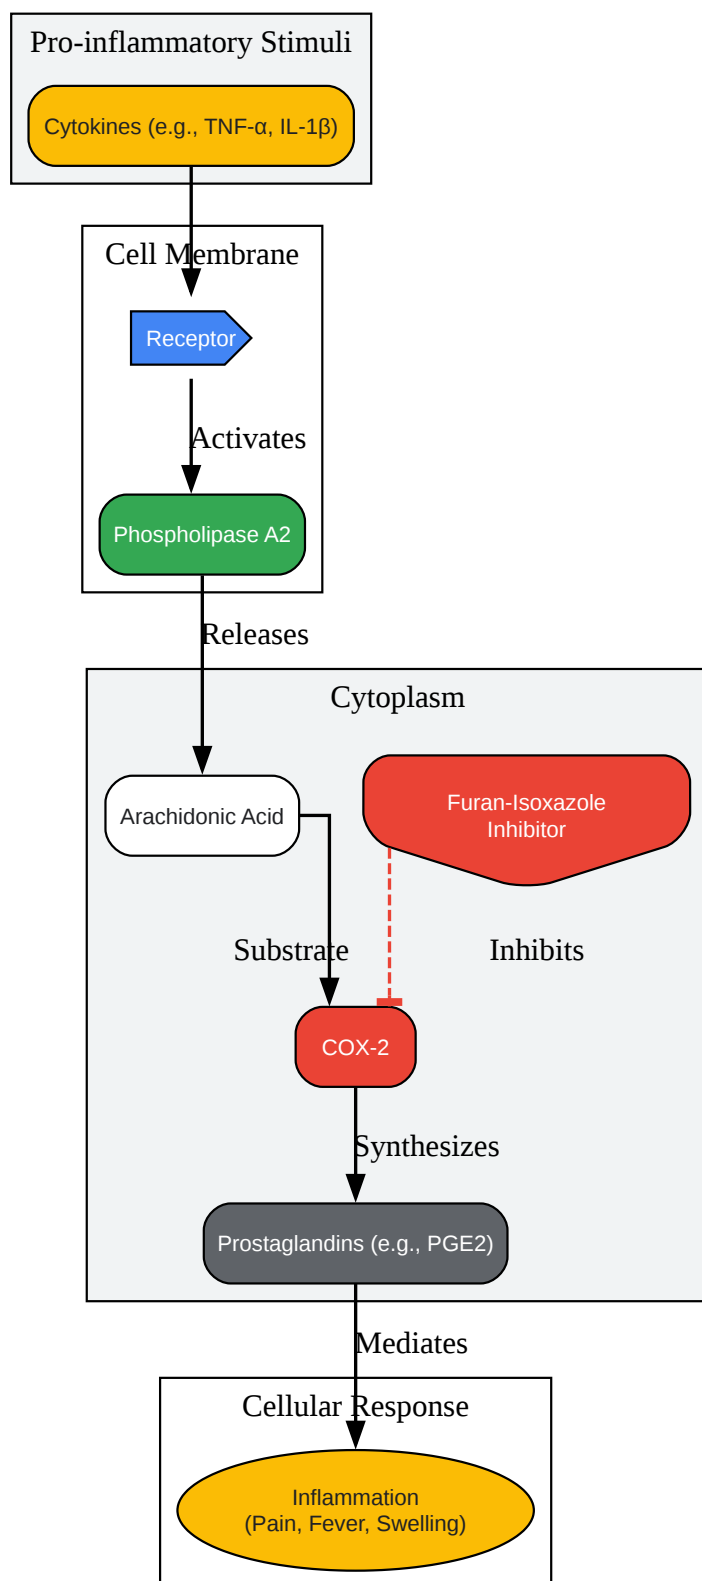 Pro-inflammatory Stimuli
Cytokines (e.g., TNF-α, IL-1β)
Cell Membrane
Receptor
Activates
Phospholipase A2
Releases
Cytoplasm
Arachidonic Acid
Furan-Isoxazole
Inhibitor
Substrate
Inhibits
COX-2
Synthesizes
Prostaglandins (e.g., PGE2)
Mediates
Cellular Response
Inflammation
(Pain, Fever, Swelling)